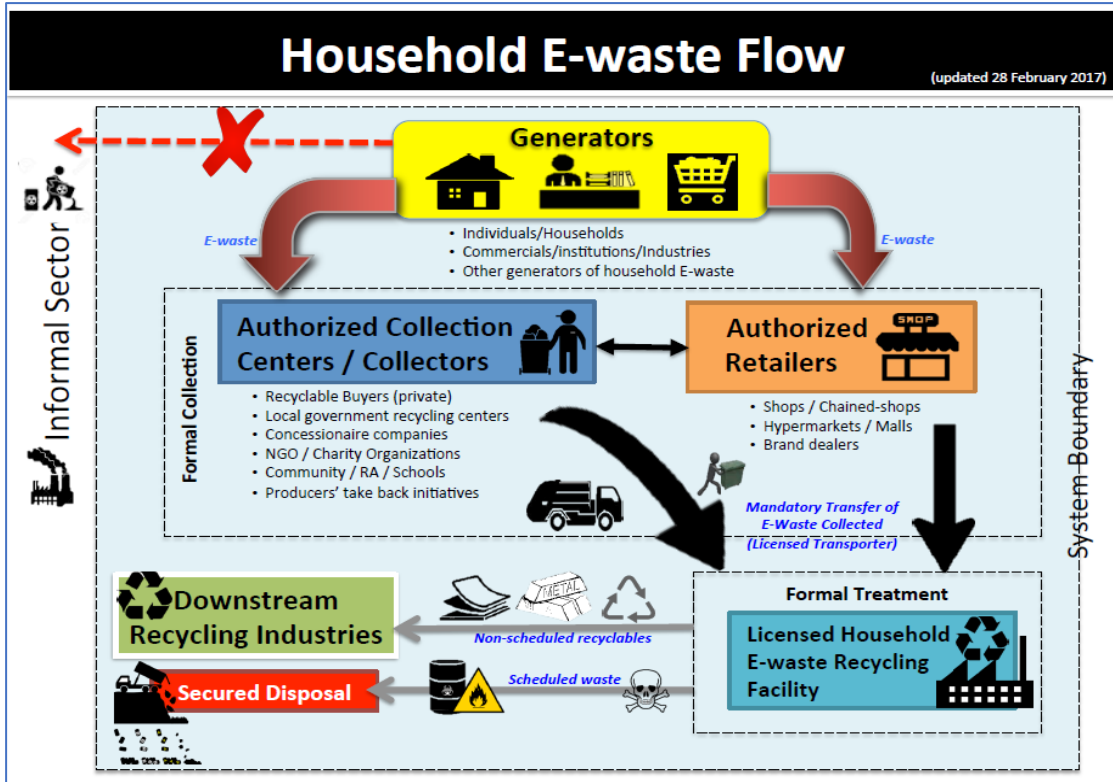 Household E-waste Flow
(updated 28 February 2017)
Generators
E-waste
E-waste
• Individuals/Households
• Commercials/institutions/Industries
• Other generators of household E-waste
Informal Sector
System Boundary
Formal Collection
Authorized Collection
Centers / Collectors
Authorized
Retailers
SHOP
• Recyclable Buyers (private)
• Local government recycling centers
• Concessionaire companies
• NGO / Charity Organizations
• Community / RA / Schools
• Producers' take back initiatives
• Shops / Chained-shops
• Hypermarkets / Malls
• Brand dealers
Mandatory Transfer of
E-Waste Collected
(Licensed Transporter)
Formal Treatment
Licensed Household
E-waste Recycling
Facility
Downstream
Recycling Industries
METAL
Non-scheduled recyclables
Secured Disposal
Scheduled waste